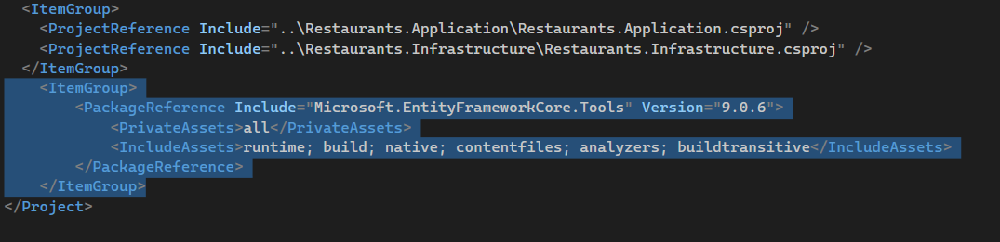 <ItemGroup>
<ProjectReference Include="..\Restaurants.Application\Restaurants.Application.csproj" />
<ProjectReference Include="..\Restaurants.Infrastructure\Restaurants.Infrastructure.csproj" />
</ItemGroup>
<ItemGroup>
<PackageReference Include="Microsoft.EntityFrameworkCore.Tools" Version="9.0.6">
<PrivateAssets>all</PrivateAssets>
<IncludeAssets>runtime; build; native; contentfiles; analyzers; buildtransitive</IncludeAssets>
</PackageReference>
</ItemGroup>
</Project>